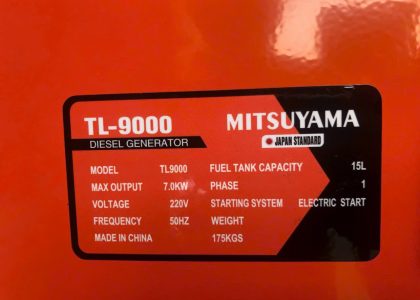 TL-9000
DIESEL GENERATOR
MITSUYAMA
JAPAN STANDARD
MODEL TL9000
MAX OUTPUT 7.0KW
VOLTAGE 220V
FREQUENCY 50HZ
MADE IN CHINA
FUEL TANK CAPACITY 15L
PHASE 1
STARTING SYSTEM ELECTRIC START
WEIGHT
175KGS